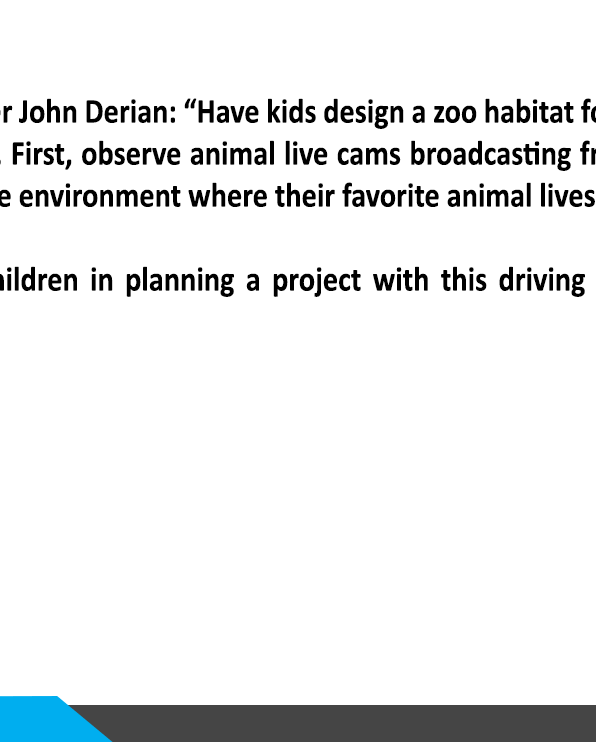 er John Derian: “Have kids design a zoo habitat fo
. First, observe animal live cams broadcasting fr
e environment where their favorite animal lives
ildren in planning a project with this driving